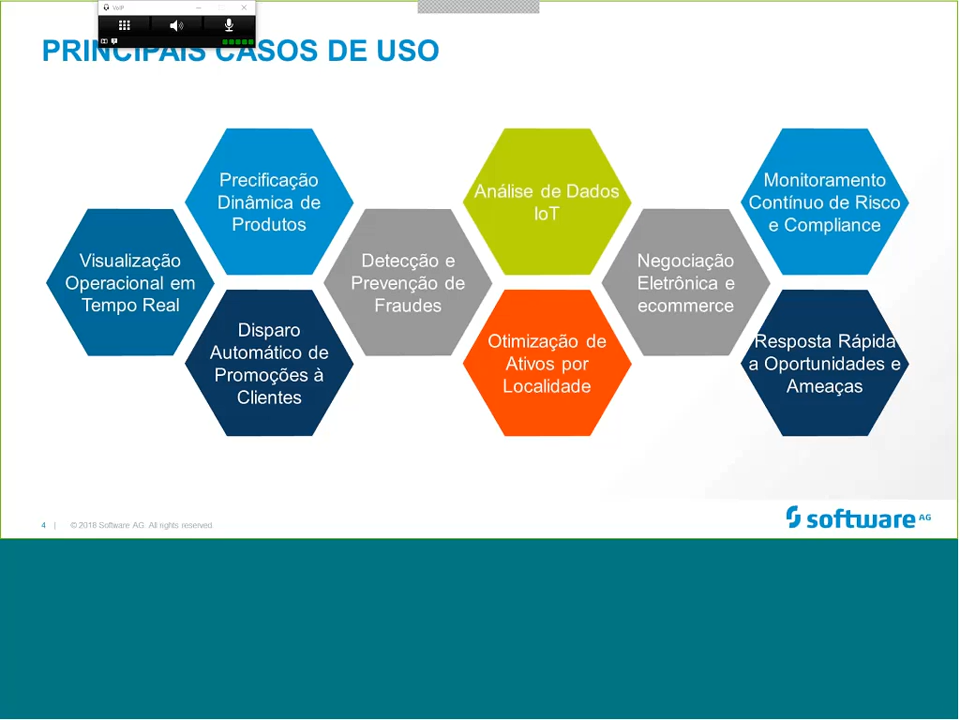 VoIP
PRINCIPAIS CASOS DE USO
Precificação
Dinâmica de
Produtos
Análise de Dados
IoT
Monitoramento
Contínuo de Risco
e Compliance
Visualização
Operacional em
Tempo Real
Detecção e
Prevenção de
Fraudes
Negociação
Eletrônica e
ecommerce
Disparo
Automático de
Promoções à
Clientes
Otimização de
Ativos por
Localidade
Resposta Rápida
a Oportunidades e
Ameaças
4 | © 2018 Software AG. All rights reserved.
software AG